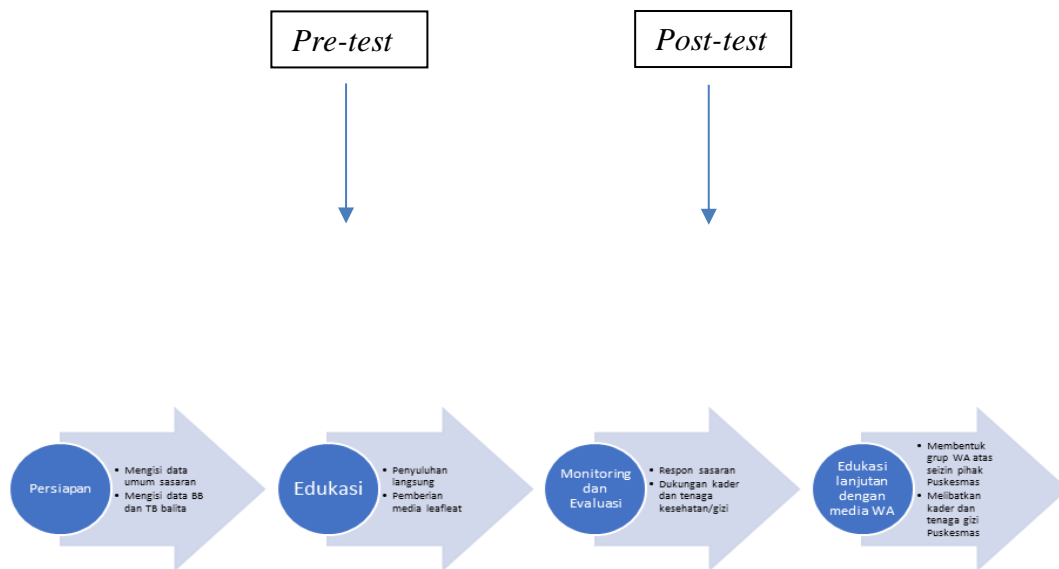 Pre-test
Post-test
Persiapan
▪ Mengisi data
umum sasaran
▪ Mengisi data BB
dan TB balita
Edukasi
▪ Penyuluhan
langsung
▪ Pemberian
media leafleat
Monitoring
dan
Evaluasi
▪ Respon sasaran
▪ Dukungan kader
dan tenaga
kesehatan/gizi
Edukasi
lanjutan
dengan
media WA
▪ Membentuk
grup WA atas
seizin pihak
Puskesmas
▪ Melibatkan
kader dan
tenaga gizi
Puskesmas